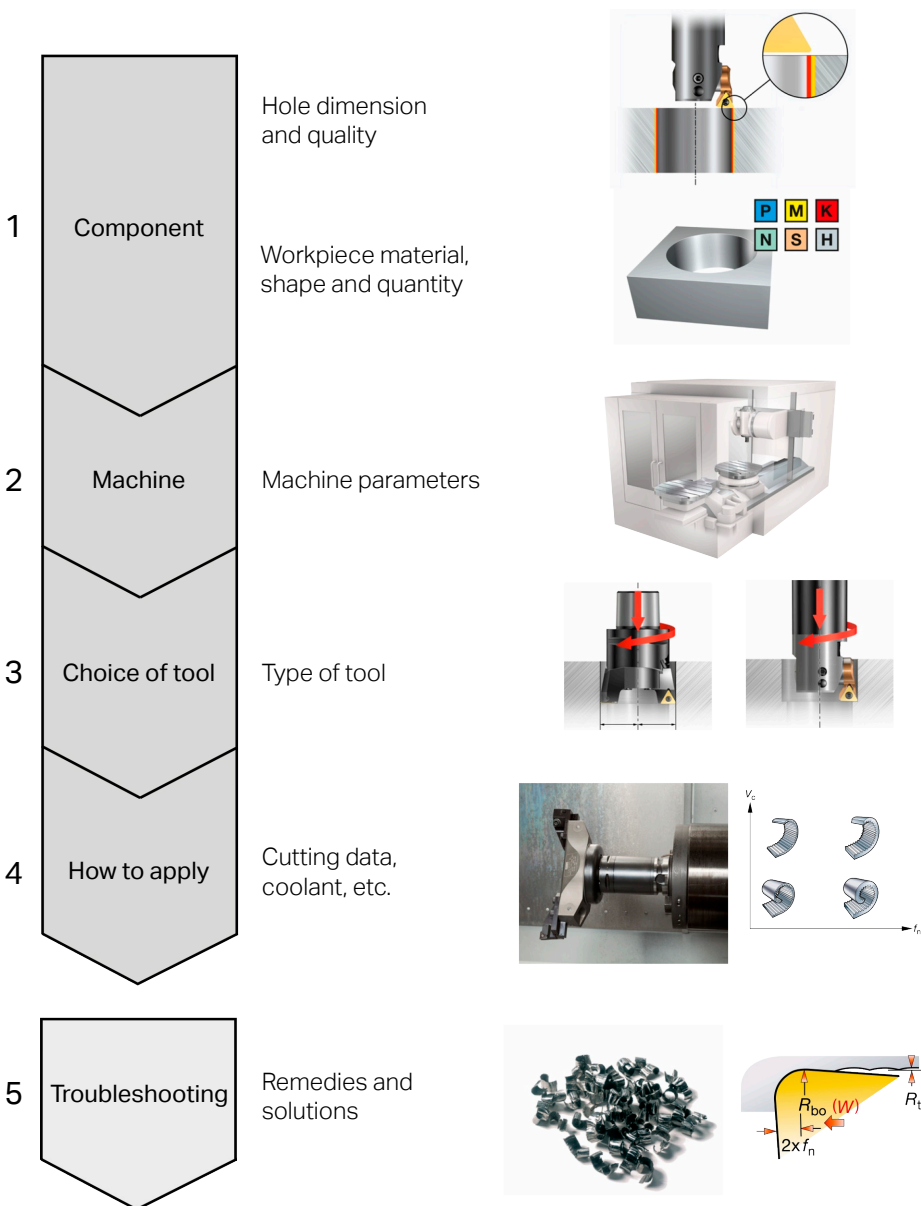 1
Component
Hole dimension
and quality
Workpiece material,
shape and quantity
P M K
N S H
2
Machine
Machine parameters
3
Choice of tool
Type of tool
4
How to apply
Cutting data,
coolant, etc.
Vc
fn
5
Troubleshooting
Remedies and
solutions
Rbo (W)
Rt
2x fn